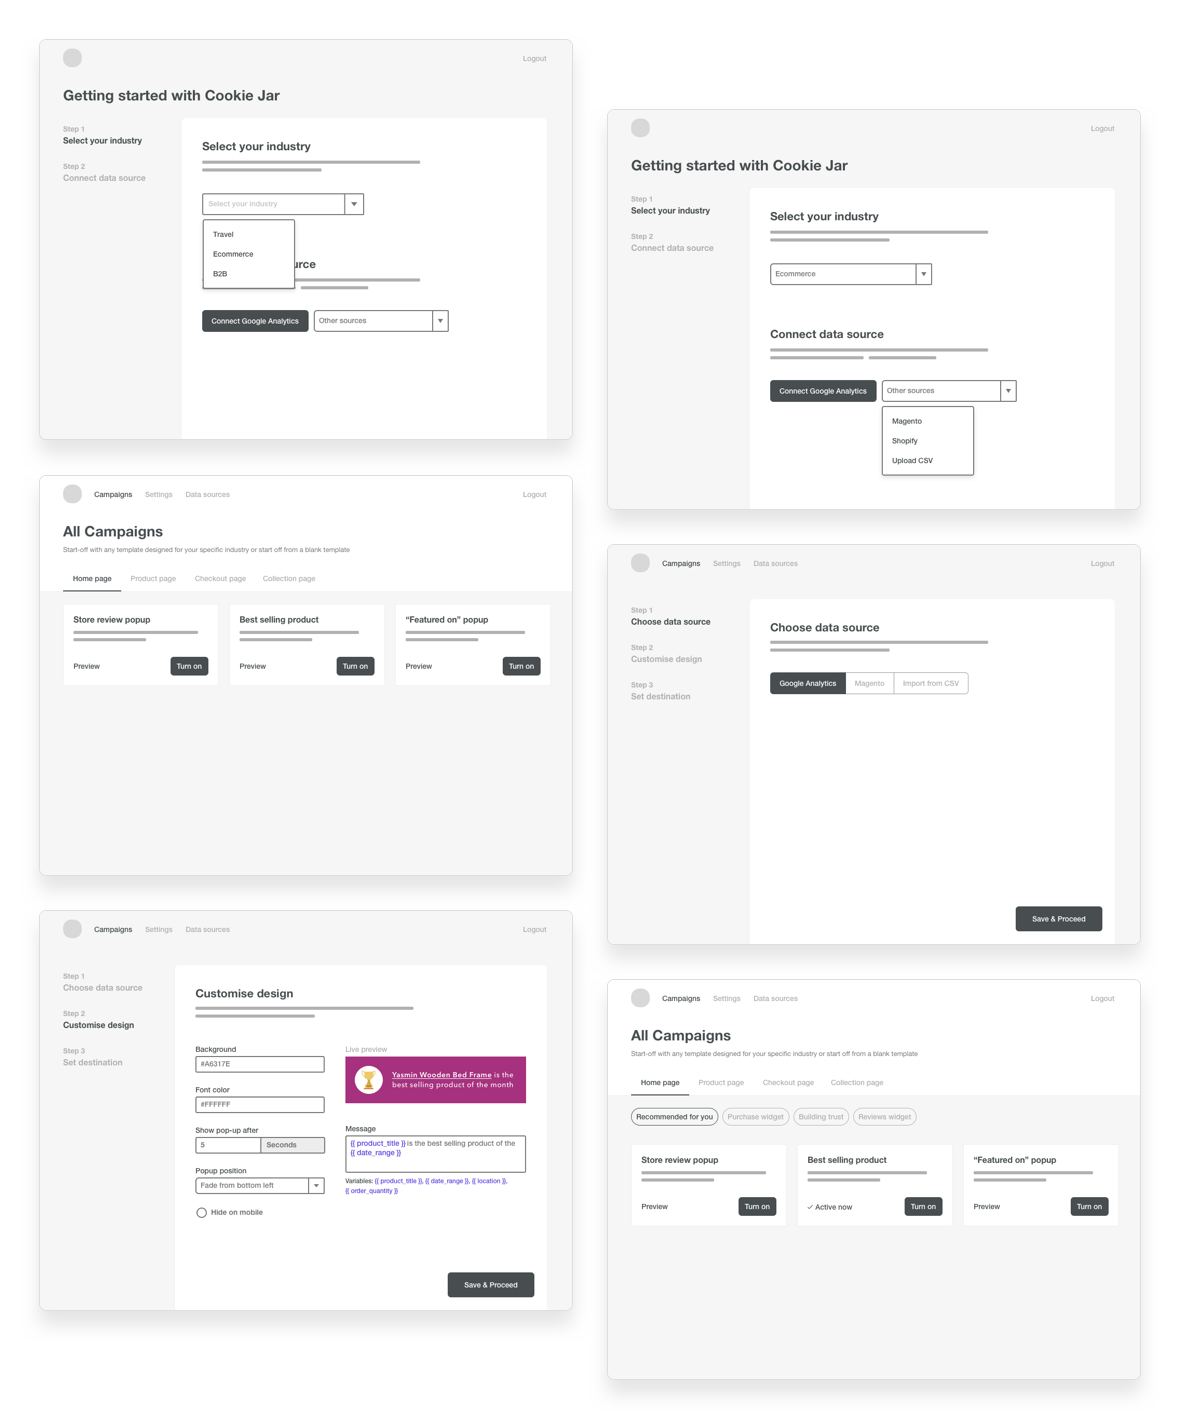 Logout
Getting started with Cookie Jar
Step 1
Select your industry
Step 2
Connect data source
Select your industry
Select your industry
Travel
Ecommerce
B2B
urce
Connect Google Analytics
Other sources
Logout
Getting started with Cookie Jar
Step 1
Select your industry
Step 2
Connect data source
Select your industry
Ecommerce
Connect data source
Connect Google Analytics
Other sources
Magento
Shopify
Upload CSV
Campaigns Settings Data sources Logout
All Campaigns
Start-off with any template designed for your specific industry or start off from a blank template
Home page Product page Checkout page Collection page
Store review popup
Preview Turn on
Best selling product
Preview Turn on
“Featured on” popup
Preview Turn on
Campaigns Settings Data sources Logout
Step 1
Choose data source
Step 2
Customise design
Step 3
Set destination
Choose data source
Google Analytics Magento Import from CSV
Save & Proceed
Campaigns Settings Data sources Logout
Step 1
Choose data source
Step 2
Customise design
Step 3
Set destination
Customise design
Background
#A6317E
Font color
#FFFFFF
Show pop-up after
5 Seconds
Popup position
Fade from bottom left
Hide on mobile
Live preview
Yasmin Wooden Bed Frame is the
best selling product of the month
Message
{{ product_title }} is the best selling product of the
{{ date_range }}
Variables: {{ product_title }}, {{ date_range }}, {{ location }},
{{ order_quantity }}
Save & Proceed
Campaigns Settings Data sources Logout
All Campaigns
Start-off with any template designed for your specific industry or start off from a blank template
Home page Product page Checkout page Collection page
Recommended for you Purchase widget Building trust Reviews widget
Store review popup
Preview Turn on
Best selling product
✓ Active now Turn on
“Featured on” popup
Preview Turn on